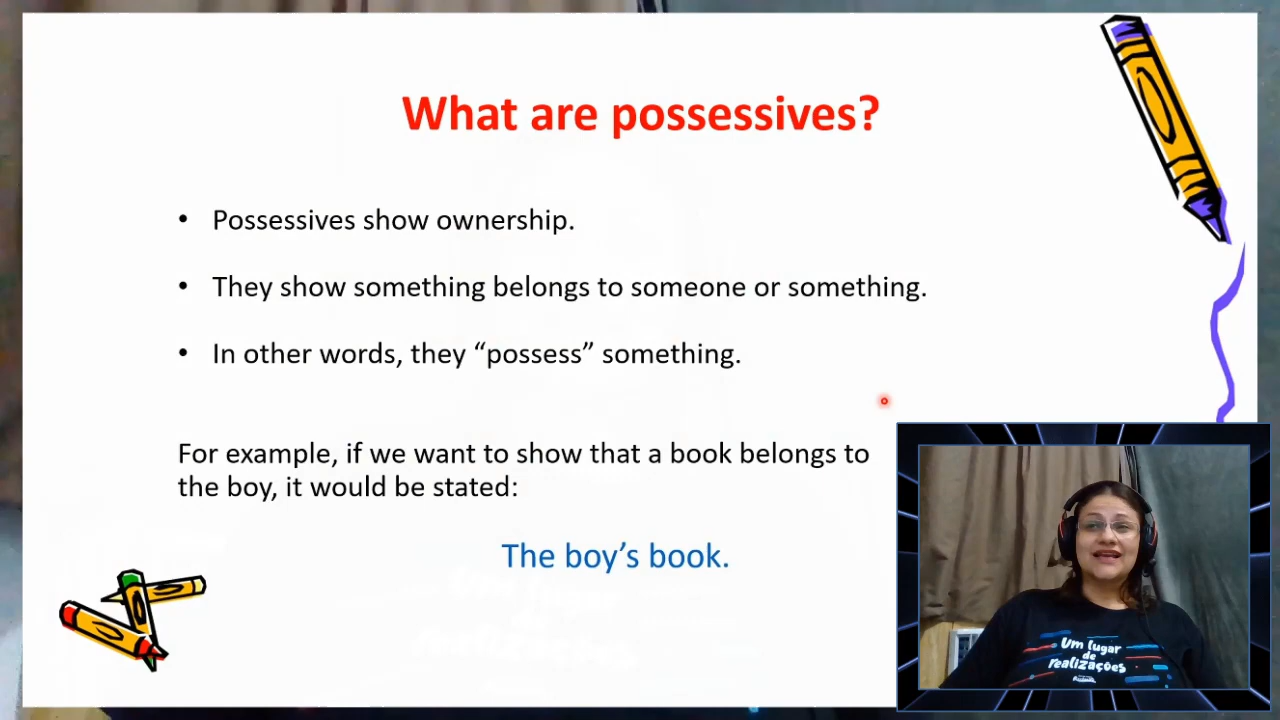 What are possessives?
• Possessives show ownership.
• They show something belongs to someone or something.
• In other words, they “possess” something.
For example, if we want to show that a book belongs to
the boy, it would be stated:
The boy’s book.
Um lugar
de
realizações